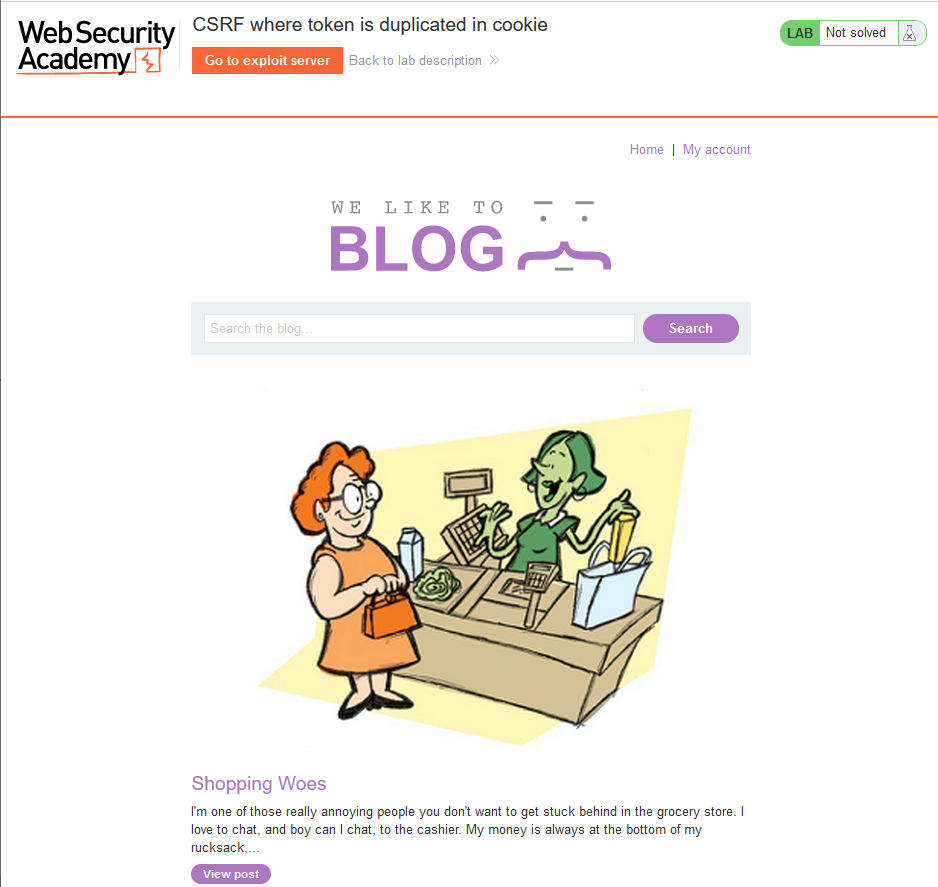 Web Security
Academy
CSRF where token is duplicated in cookie
Go to exploit server
Back to lab description
LAB
Not solved
Home | My account
WE LIKE TO
BLOG
Search the blog...
Search
Shopping Woes
I'm one of those really annoying people you don't want to get stuck behind in the grocery store. I
love to chat, and boy can I chat, to the cashier. My money is always at the bottom of my
rucksack,...
View post